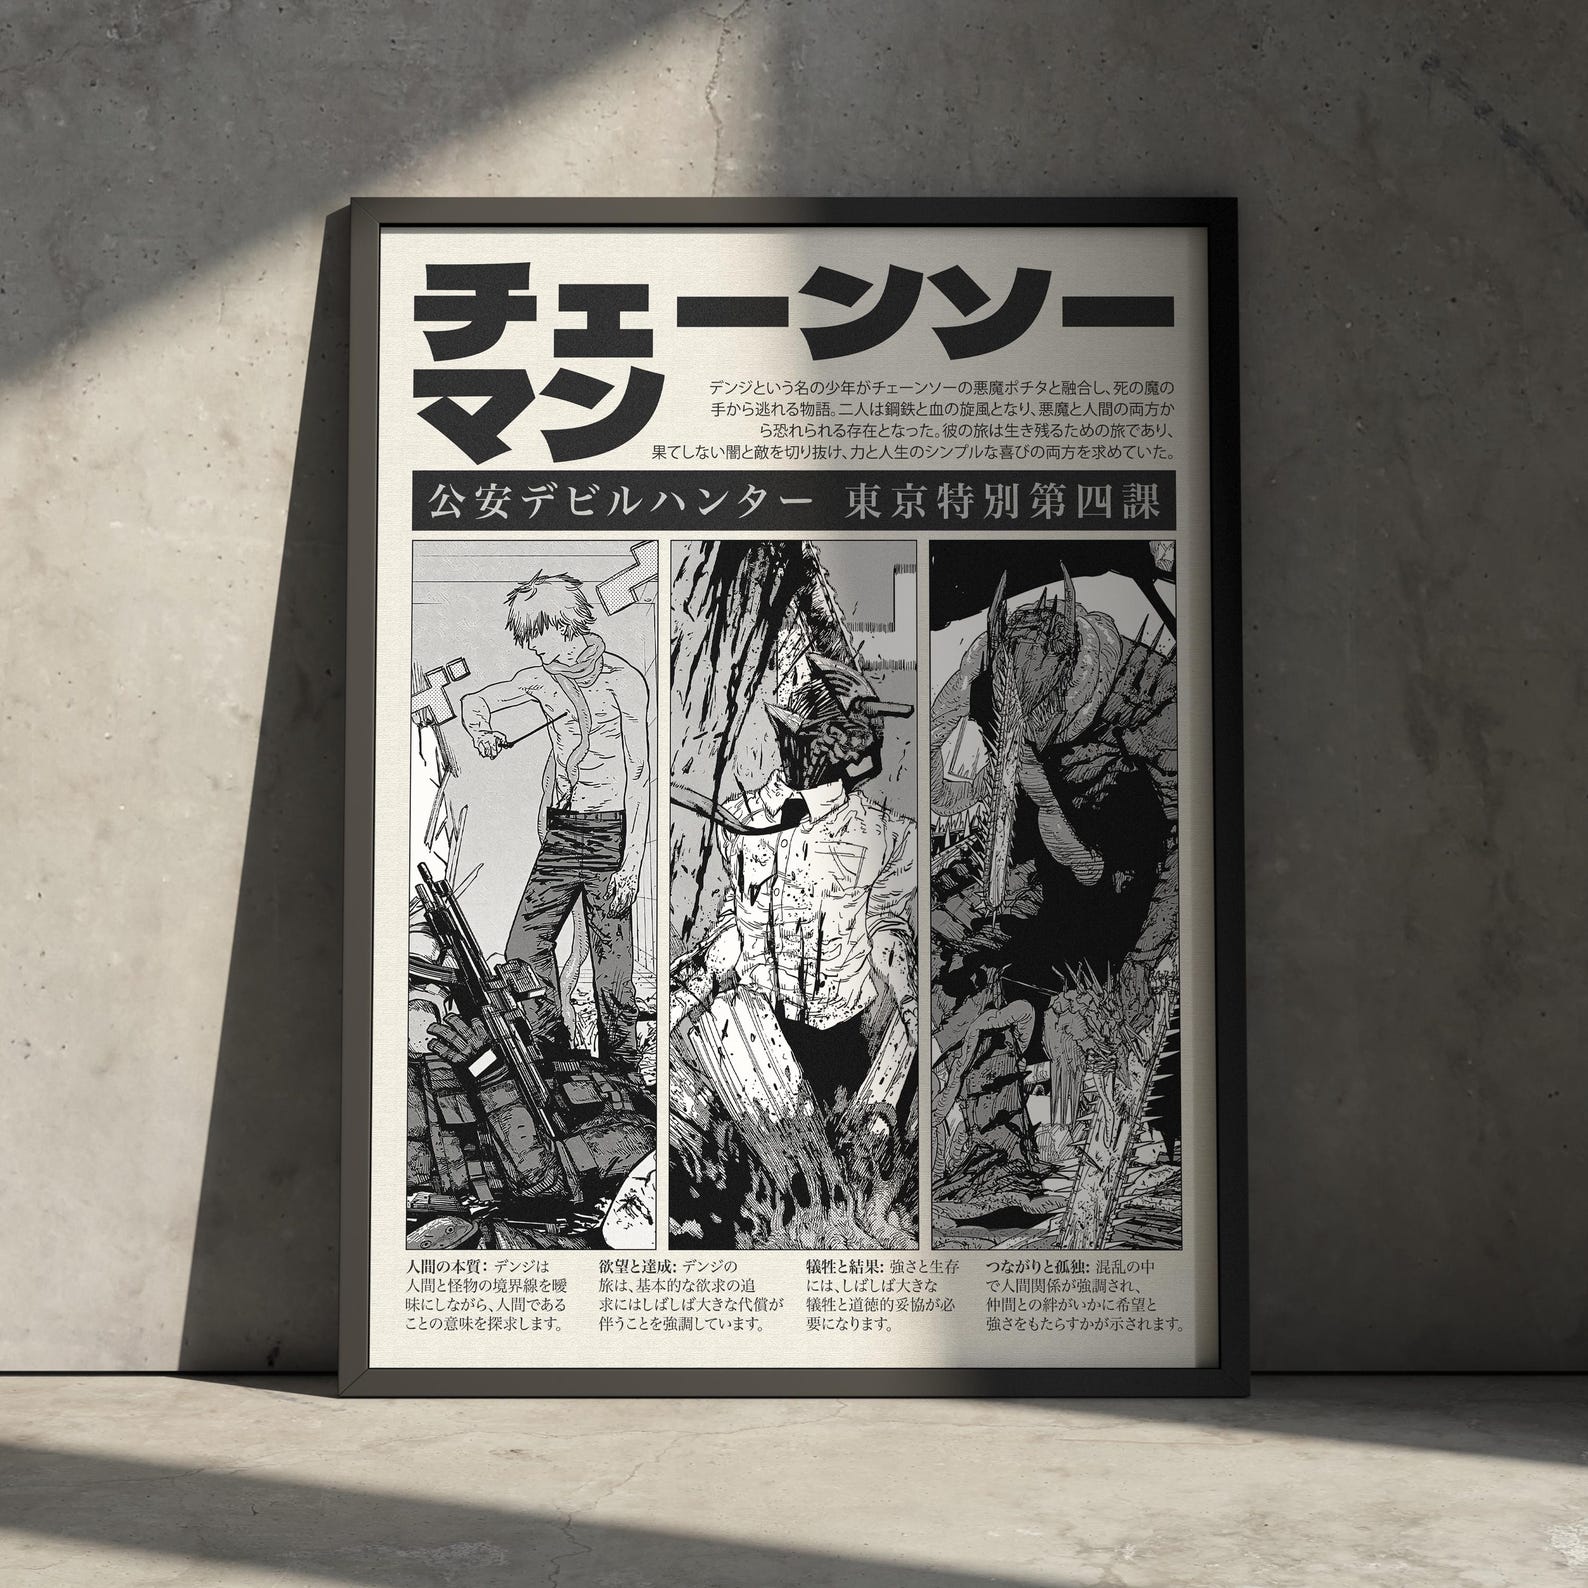 チェーンソー
マン
デンジという名の少年がチェーンソーの悪魔ポチタと融合し、死の魔の
手から逃れる物語。二人は鋼鉄と血の旋風となり、悪魔と人間の両方か
ら恐れられる存在となった。彼の旅は生き残るための旅であり、
果てしない闇と敵を切り抜け、力と人生のシンプルな喜びの両方を求めていた。
公安デビルハンター 東京特別第四課
人間の本質: デンジは
人間と怪物の境界線を曖
昧にしながら、人間である
ことの意味を探求します。
欲望と達成: デンジの
旅は、基本的な欲求の追
求にはしばしば大きな代償が
伴うことを強調しています。
犠牲と結果: 強さと生存
には、しばしば大きな
犠牲と道徳的妥協が必
要になります。
つながりと孤独: 混乱の中
で人間関係が強調され、
仲間との絆がいかに希望と
強さをもたらすかが示されます。